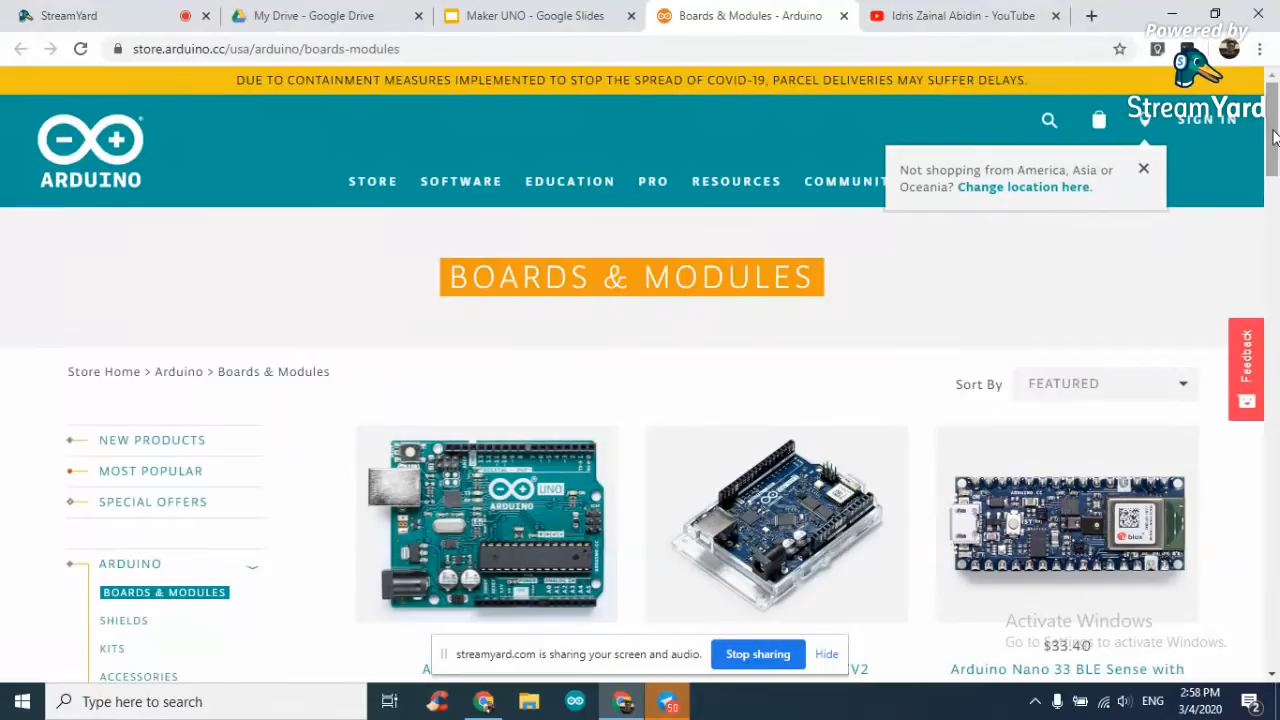 StreamYard
My Drive - Google Drive
Maker UNO - Google Slides
Boards & Modules - Arduino
Idris Zainal Abidin - YouTube
Powered by
StreamYard
store.arduino.cc/usa/arduino/boards-modules
DUE TO CONTAINMENT MEASURES IMPLEMENTED TO STOP THE SPREAD OF COVID-19, PARCEL DELIVERIES MAY SUFFER DELAYS.
SIGN IN
ARDUINO
STORE SOFTWARE EDUCATION PRO RESOURCES COMMUNIT
Not shopping from America, Asia or
Oceania? Change location here.
BOARDS & MODULES
Feedback
Store Home > Arduino > Boards & Modules
Sort By FEATURED
NEW PRODUCTS
MOST POPULAR
SPECIAL OFFERS
ARDUINO
BOARDS & MODULES
SHIELDS
KITS
ACCESSORIES
ARDUINO
UNO
Activate Windows
Go to Settings to activate Windows.
$33.40
Arduino Nano 33 BLE Sense with
V2
streamyard.com is sharing your screen and audio.
Stop sharing
Hide
Type here to search
50
ENG
2:58 PM
3/4/2020
2